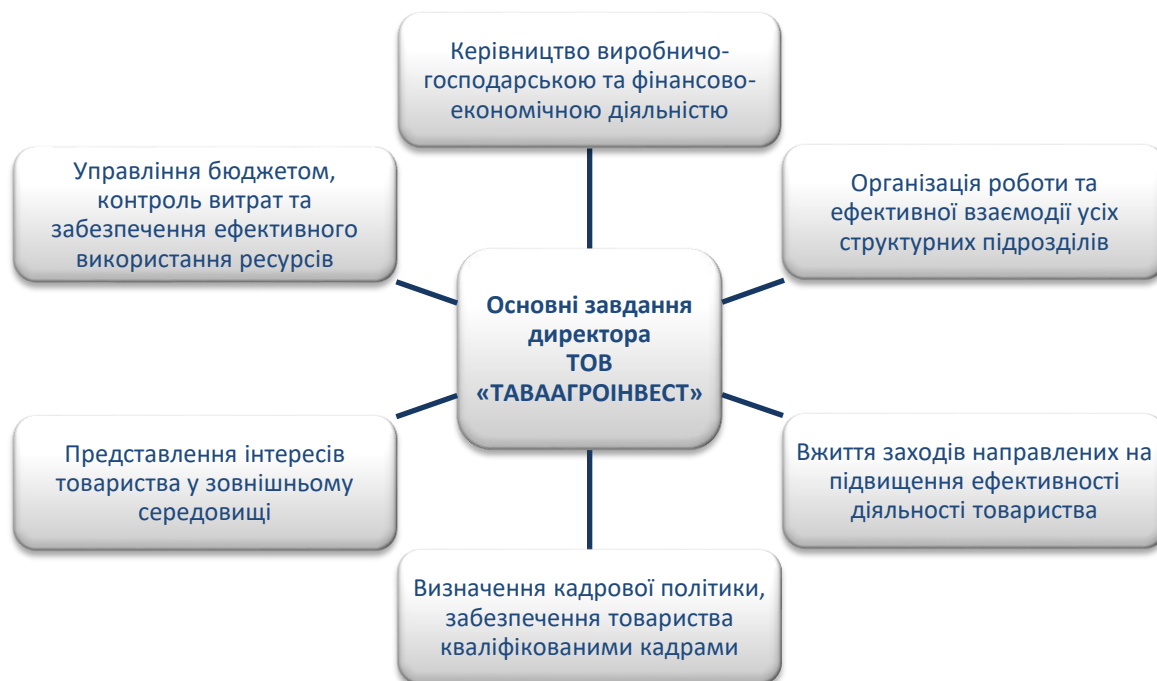 Керівництво виробничо-
господарською та фінансово-
економічною діяльністю
Управління бюджетом,
контроль витрат та
забезпечення ефективного
використання ресурсів
Організація роботи та
ефективної взаємодії усіх
структурних підрозділів
Основні завдання
директора
ТОВ
«ТАВААГРОІНВЕСТ»
Представлення інтересів
товариства у зовнішньому
середовищі
Вжиття заходів направлених на
підвищення ефективності
діяльності товариства
Визначення кадрової політики,
забезпечення товариства
кваліфікованими кадрами